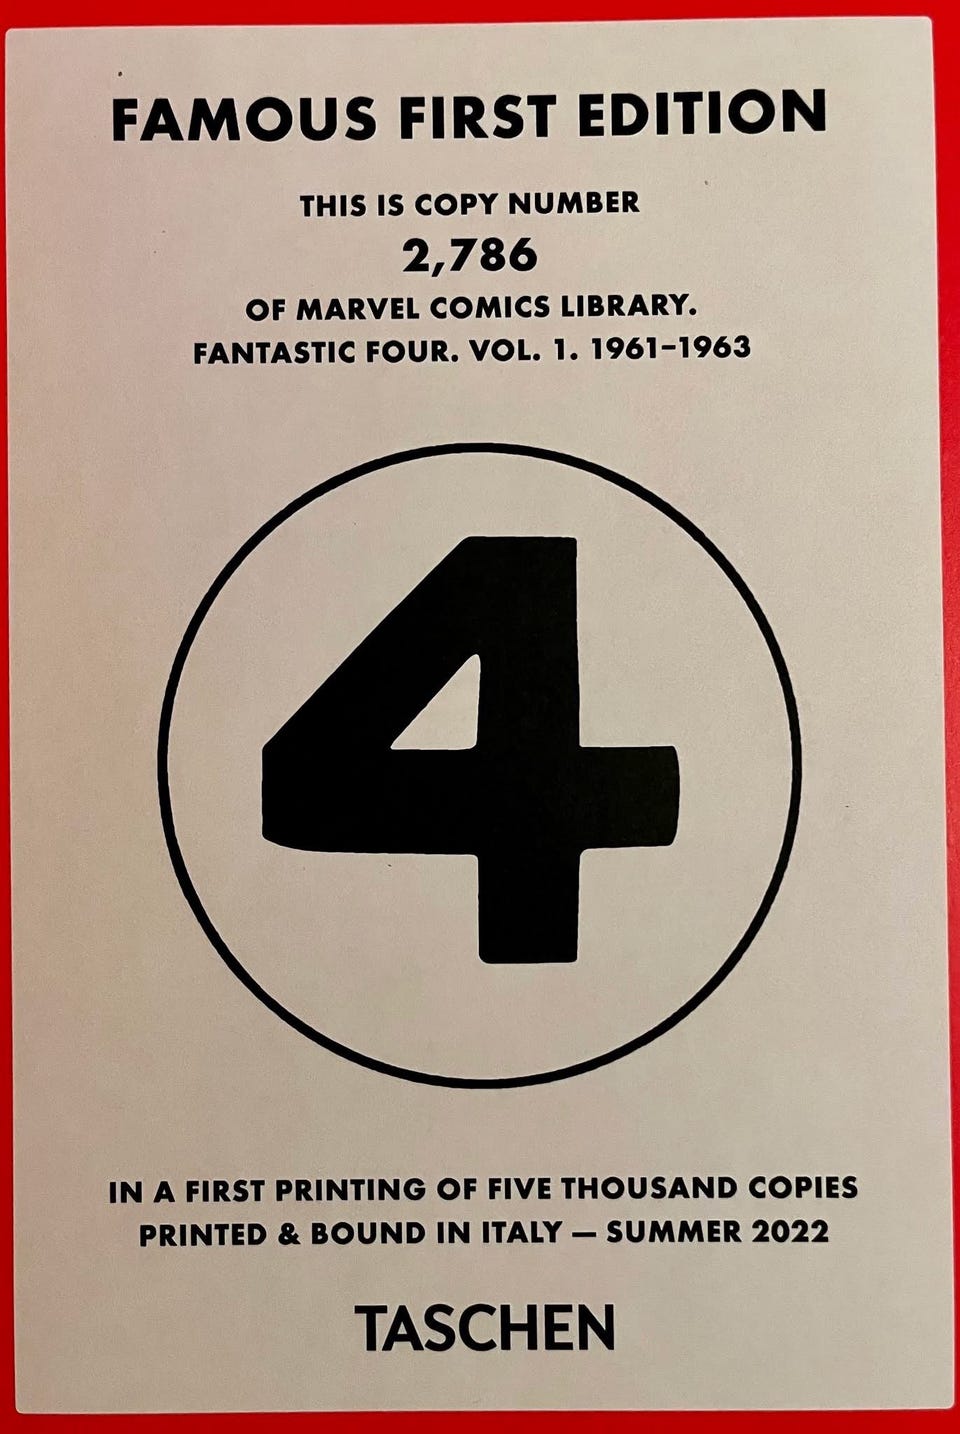 FAMOUS FIRST EDITION
THIS IS COPY NUMBER
2,786
OF MARVEL COMICS LIBRARY.
FANTASTIC FOUR. VOL. 1. 1961–1963
4
IN A FIRST PRINTING OF FIVE THOUSAND COPIES
PRINTED & BOUND IN ITALY — SUMMER 2022
TASCHEN